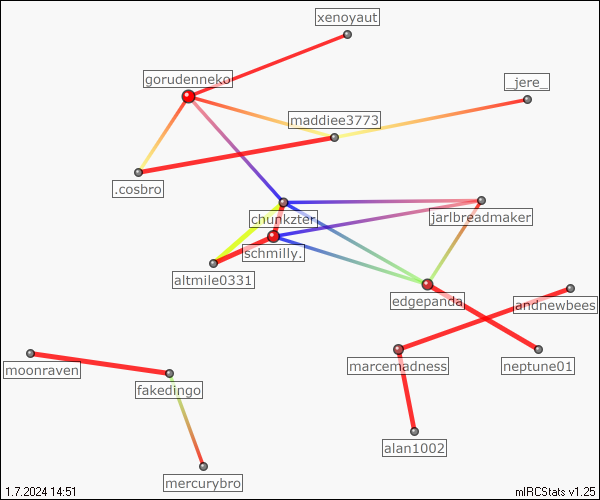 xenoyaut
gorudenneko
_jere_
maddiee3773
.cosbro
chunkzter
jarlbreadmaker
schmilly.
altmile0331
edgepanda
andnewbees
moonraven
marcemadness
neptune01
fakedingo
alan1002
mercurybro
1.7.2024 14:51
mIRCStats v1.25